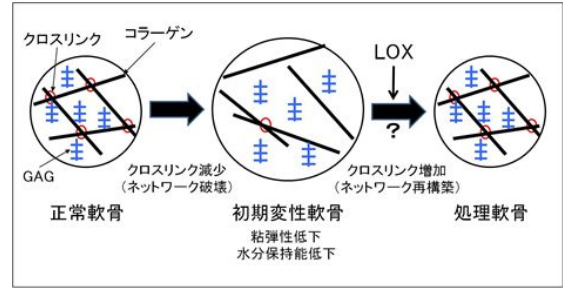 クロスリンク
コラーゲン
LOX
?
GAG
クロスリンク減少
(ネットワーク破壊)
クロスリンク増加
(ネットワーク再構築)
正常軟骨
初期変性軟骨
処理軟骨
粘弾性低下
水分保持能低下